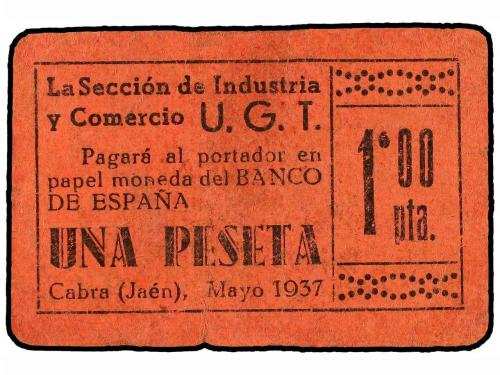 La Sección de Industria
y Comercio U. G. T.
Pagará al portador en
papel moneda del BANCO
DE ESPAÑA
UNA PESETA
Cabra (Jaén), Mayo 1937
1'00
pta.